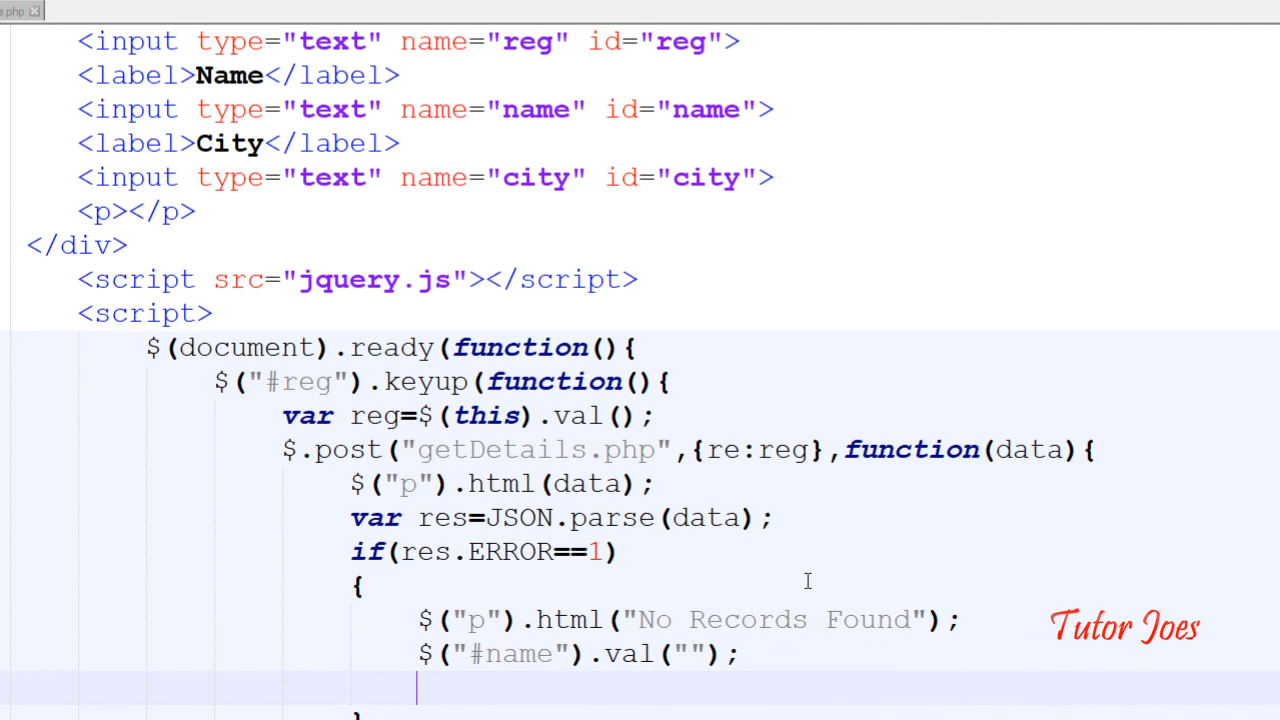 s.php
<input type="text" name="reg" id="reg">
<label>Name</label>
<input type="text" name="name" id="name">
<label>City</label>
<input type="text" name="city" id="city">
<p></p>
</div>
<script src="jquery.js"></script>
<script>
$(document).ready(function(){
$("#reg").keyup(function(){
var reg=$(this).val();
$.post("getDetails.php",{re:reg},function(data){
$("p").html(data);
var res=JSON.parse(data);
if(res.ERROR==1)
{
$("p").html("No Records Found");
$("#name").val("");
}
Tutor Joes